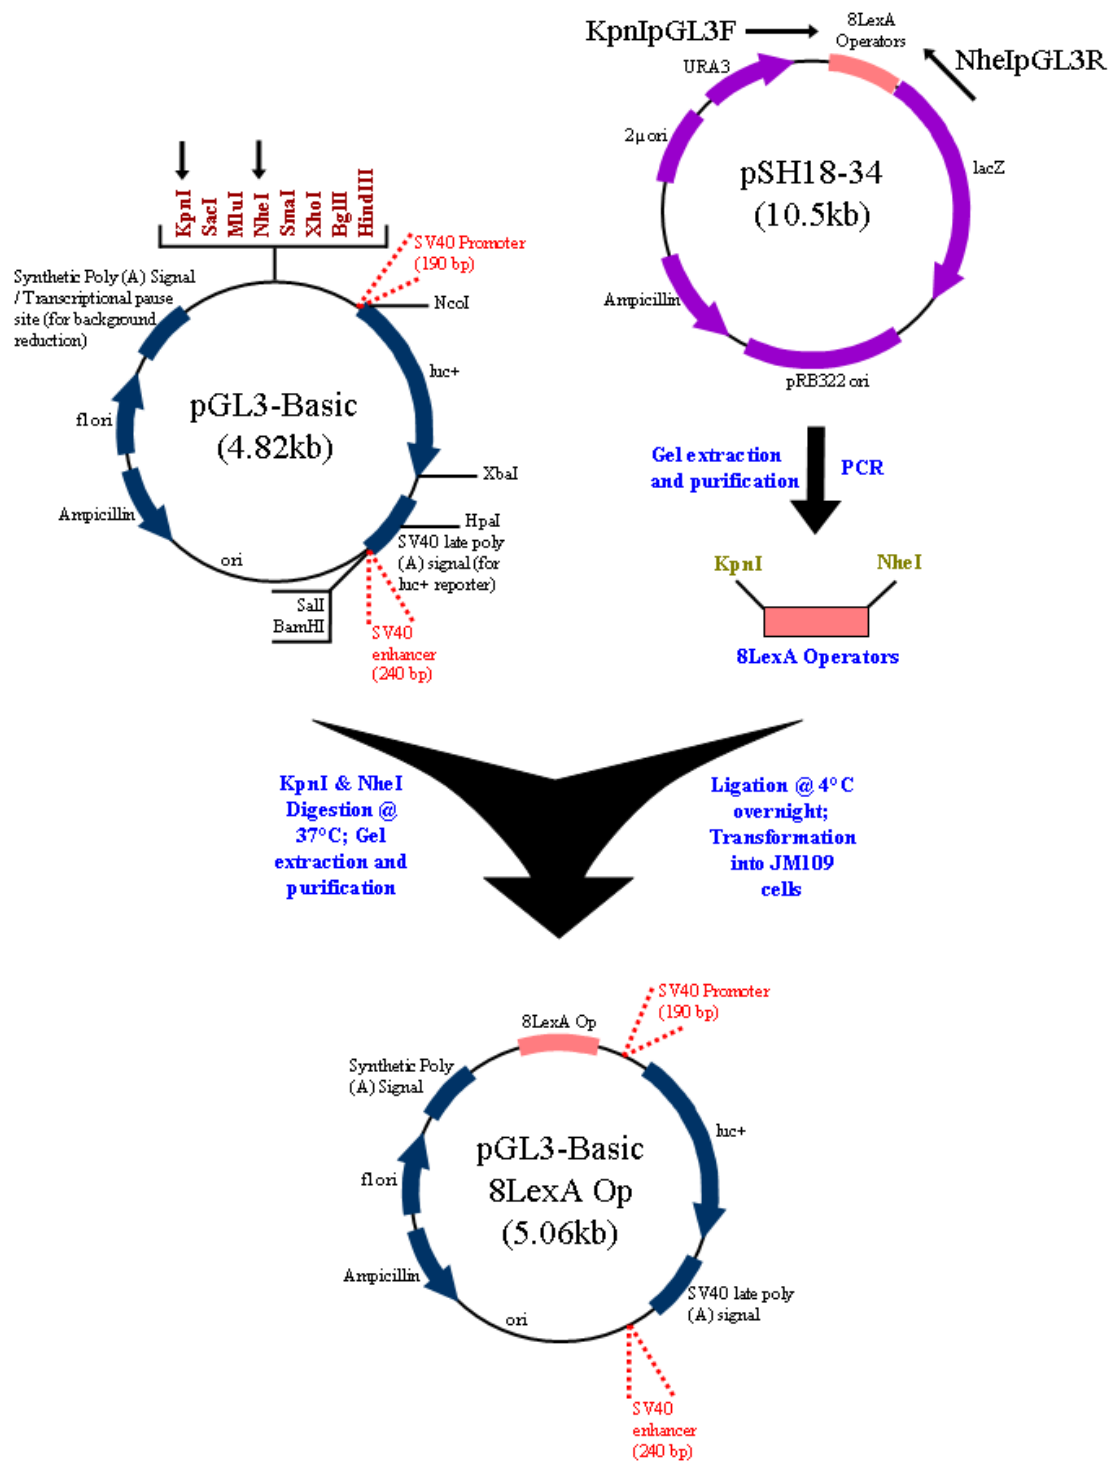 KpnIpGL3F
8LexA
Operators
NheIpGL3R
URA3
2µ ori
lacZ
pSH18-34
(10.5kb)
Ampicillin
pRB322 ori
KpnI
SacI
MluI
NheI
SmaI
XhoI
BglII
HindIII
SV40 Promoter
(190 bp)
NcoI
Synthetic Poly (A) Signal
/ Transcriptional pause
site (for background
reduction)
luc+
pGL3-Basic
(4.82kb)
f1 ori
XbaI
Ampicillin
HpaI
SV40 late poly
(A) signal (for
luc+ reporter)
ori
SalI
BamHI
SV40
enhancer
(240 bp)
Gel extraction
and purification
PCR
KpnI
NheI
8LexA Operators
KpnI & NheI
Digestion @
37°C; Gel
extraction and
purification
Ligation @ 4°C
overnight;
Transformation
into JM109
cells
SV40 Promoter
(190 bp)
8LexA Op
Synthetic Poly
(A) Signal
luc+
pGL3-Basic
8LexA Op
(5.06kb)
f1 ori
Ampicillin
ori
SV40 late poly
(A) signal
SV40
enhancer
(240 bp)